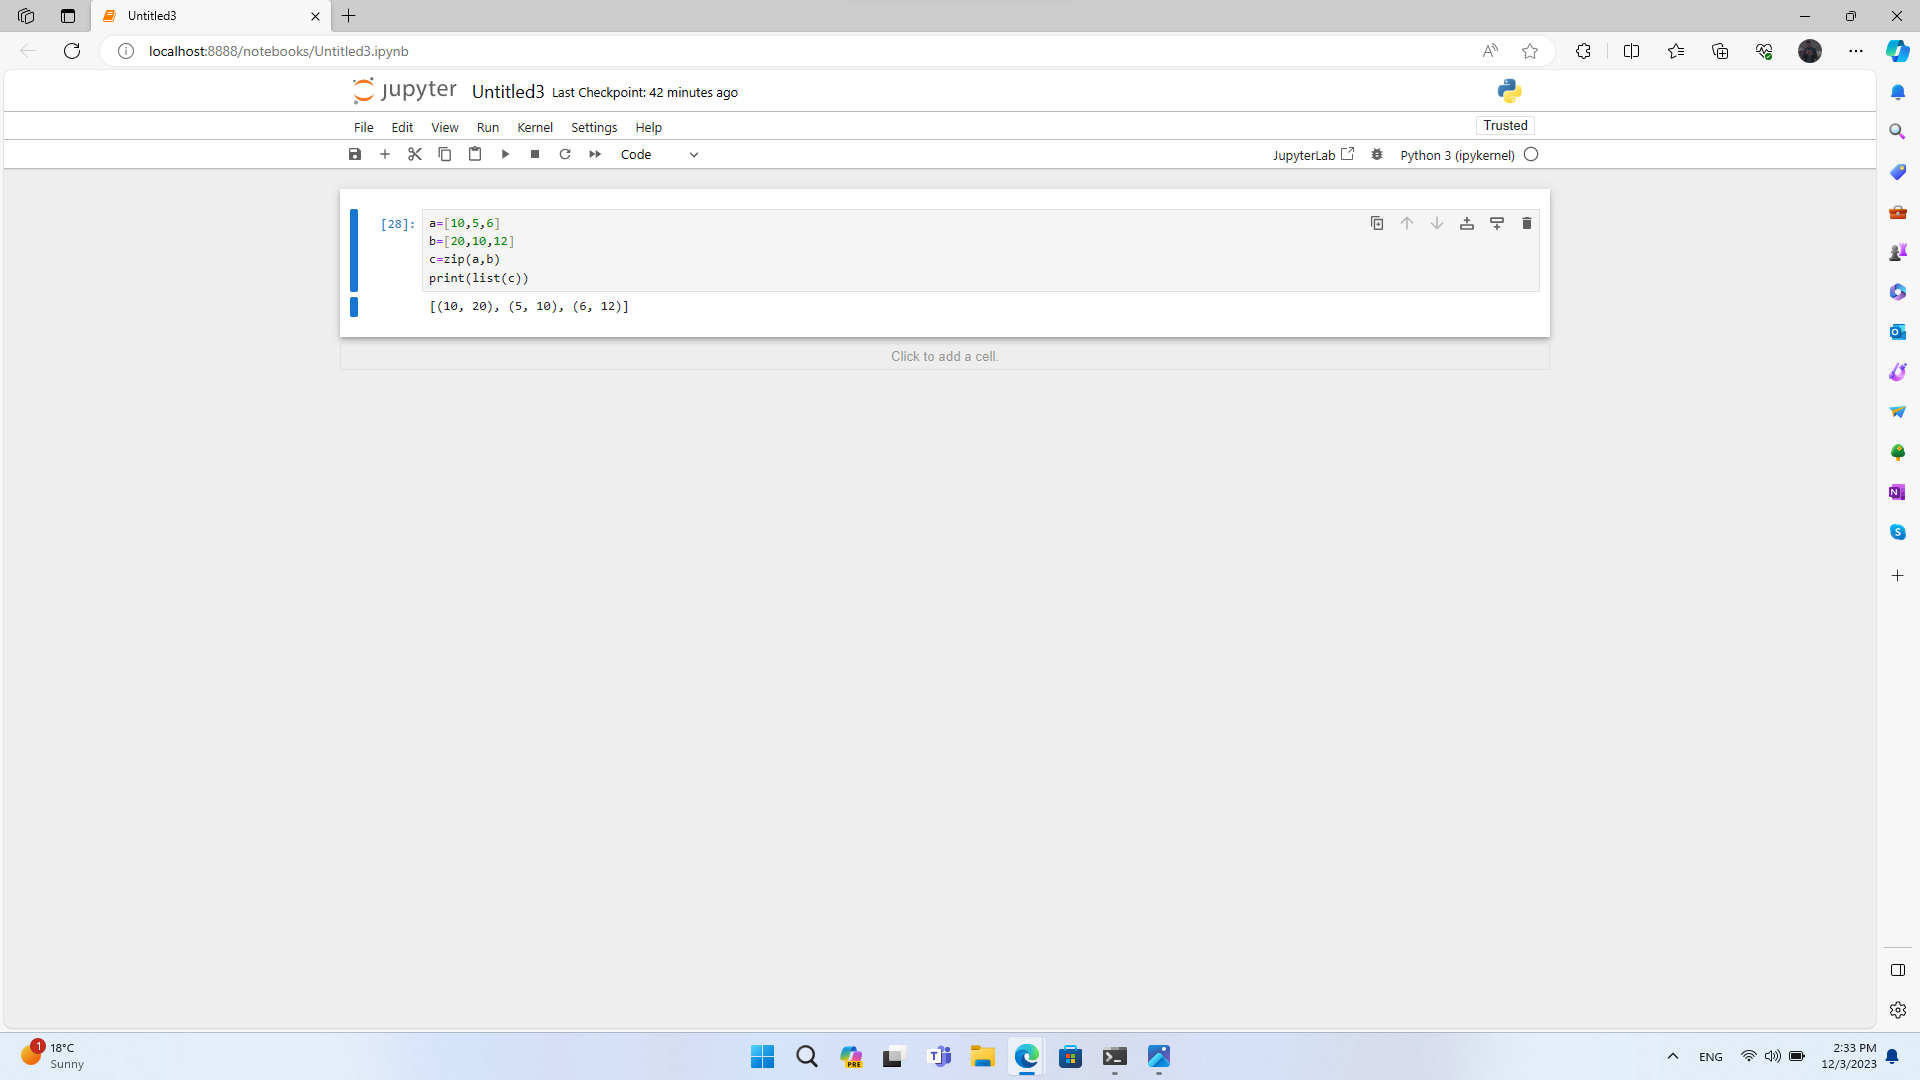 Untitled3
localhost:8888/notebooks/Untitled3.ipynb
jupyter Untitled3 Last Checkpoint: 42 minutes ago
File Edit View Run Kernel Settings Help Trusted
Code JupyterLab Python 3 (ipykernel)
[28]: a=[10,5,6]
b=[20,10,12]
c=zip(a,b)
print(list(c))
[(10, 20), (5, 10), (6, 12)]
Click to add a cell.
1 18°C
Sunny
PRE
ENG
2:33 PM
12/3/2023